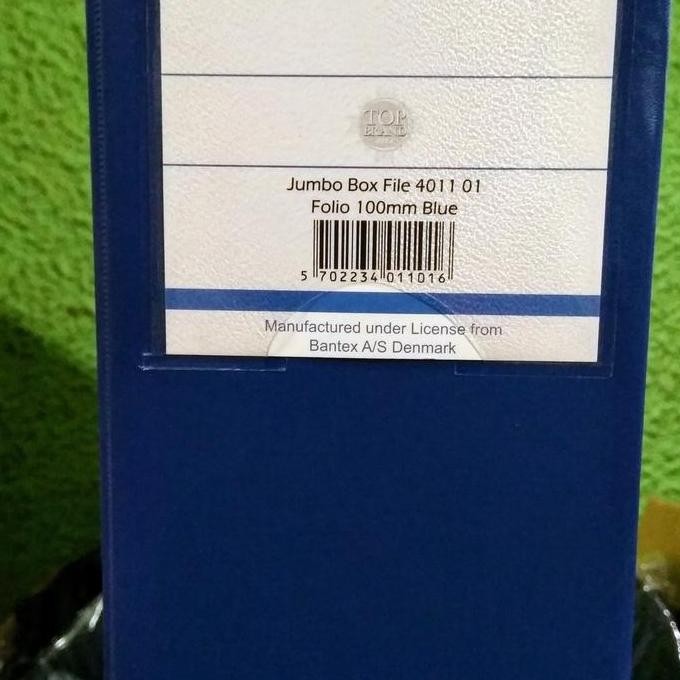 TOP
BRAND
Jumbo Box File 4011 01
Folio 100mm Blue
5 702234 011016
Manufactured under License from
Bantex A/S Denmark